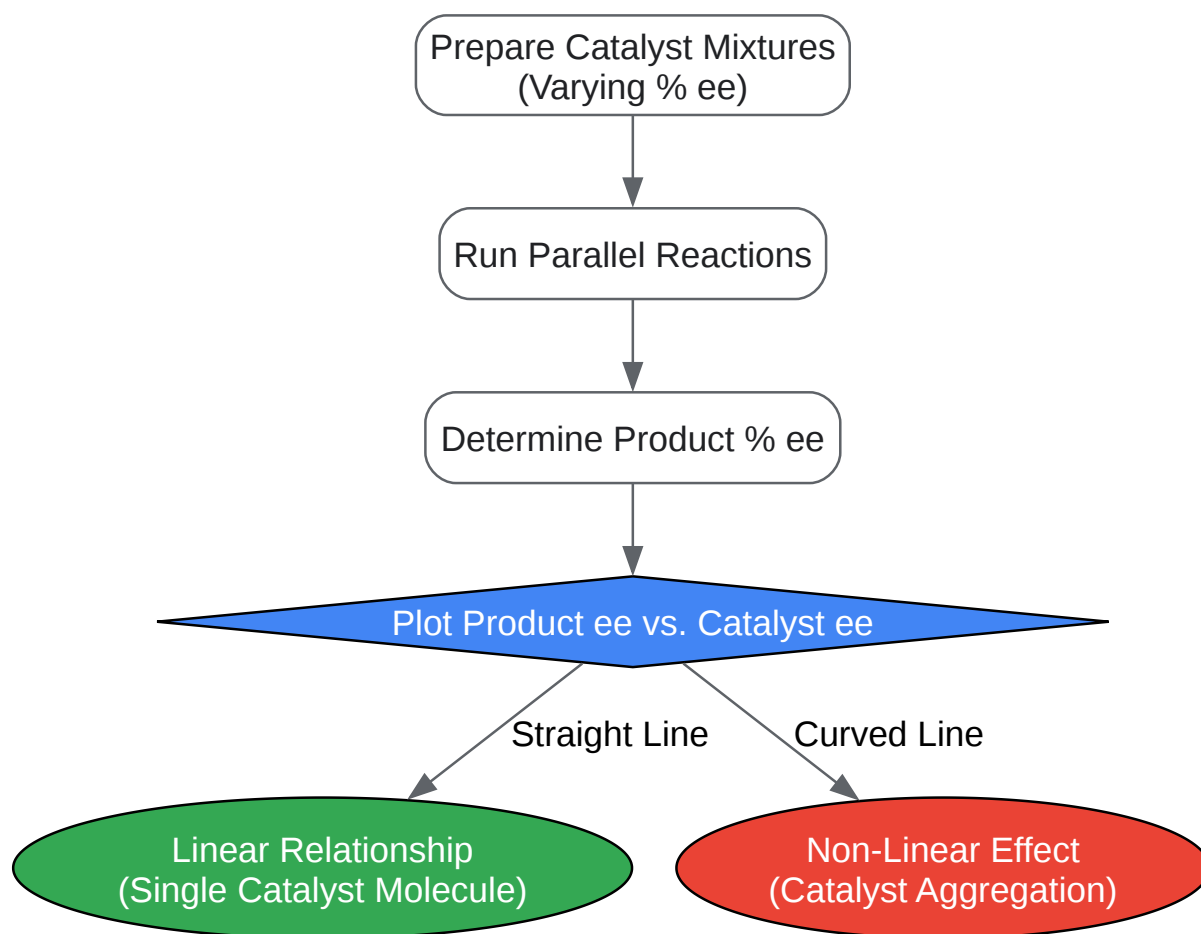 Prepare Catalyst Mixtures
(Varying % ee)
Run Parallel Reactions
Determine Product % ee
Plot Product ee vs. Catalyst ee
Straight Line
Curved Line
Linear Relationship
(Single Catalyst Molecule)
Non-Linear Effect
(Catalyst Aggregation)